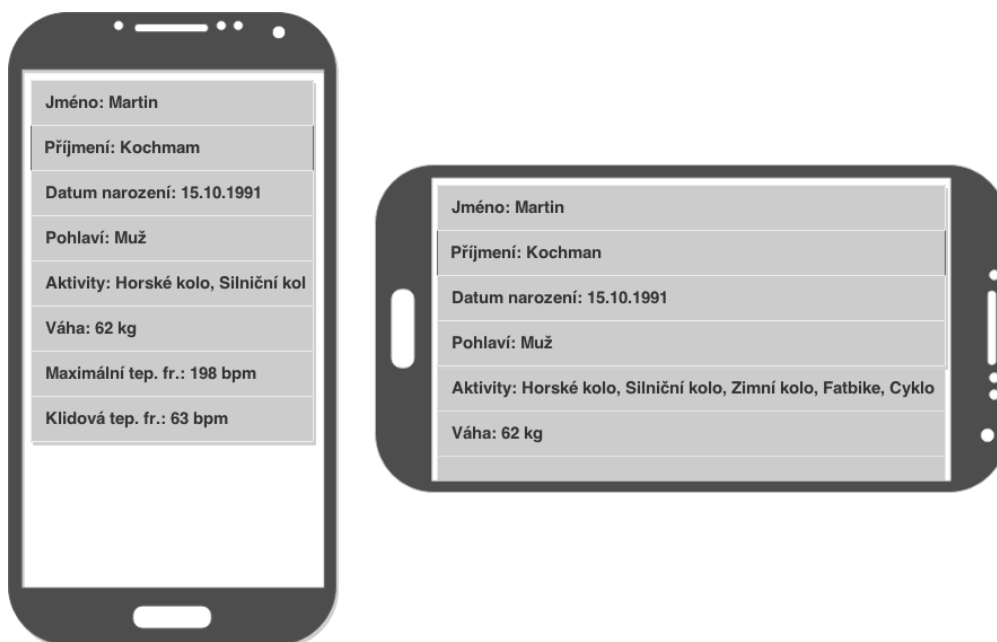 Jméno: Martin
Příjmení: Kochmam
Datum narození: 15.10.1991
Pohlaví: Muž
Aktivity: Horské kolo, Silniční kol
Váha: 62 kg
Maximální tep. fr.: 198 bpm
Klidová tep. fr.: 63 bpm
Jméno: Martin
Příjmení: Kochman
Datum narození: 15.10.1991
Pohlaví: Muž
Aktivity: Horské kolo, Silniční kolo, Zimní kolo, Fatbike, Cyklo
Váha: 62 kg